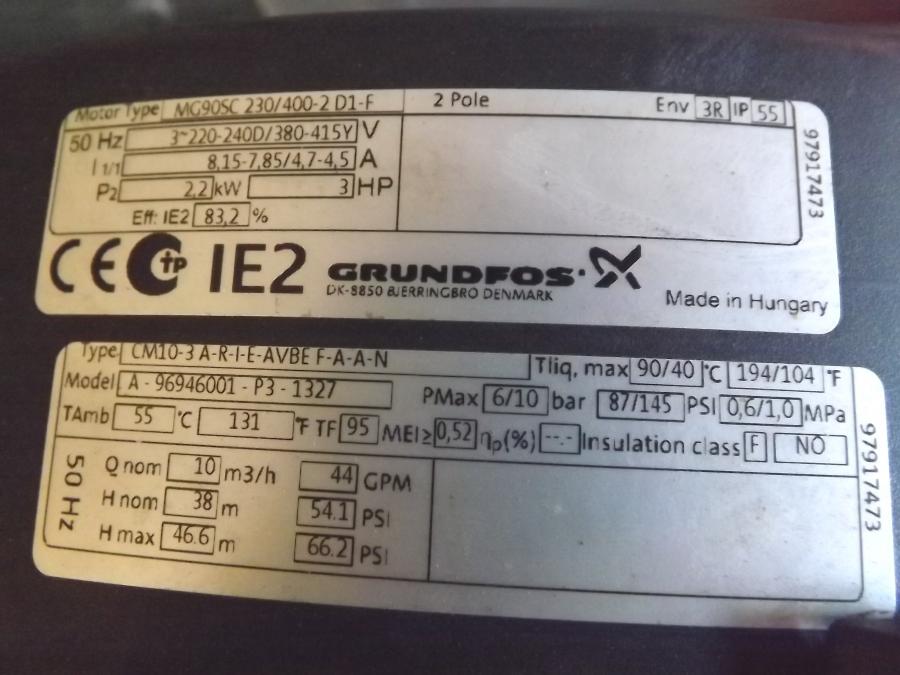 Motor Type MG90SC 230/400-2 D1-F 2 Pole Env 3R IP 55
50 Hz 3~220-240D/380-415Y V
I 1/1 8,15-7,85/4,7-4,5 A
P2 2,2 kW 3 HP
Eff: IE2 83,2 %
97917473
CE tp IE2 GRUNDFOS
DK-8850 BJERRINGBRO DENMARK
Made in Hungary
Type CM10-3 A-R-I-E-AVBE F-A-A-N Tliq, max 90/40 °C 194/104 °F
Model A - 96946001 - P3 - 1327 PMax 6/10 bar 87/145 PSI 0,6/1,0 MPa
TAmb 55 °C 131 °F TF 95 MEI≥ 0,52 ηp(%) --.- Insulation class F NO
97917473
50 Hz
Q nom 10 m3/h 44 GPM
H nom 38 m 54.1 PSI
H max 46.6 m 66.2 PSI